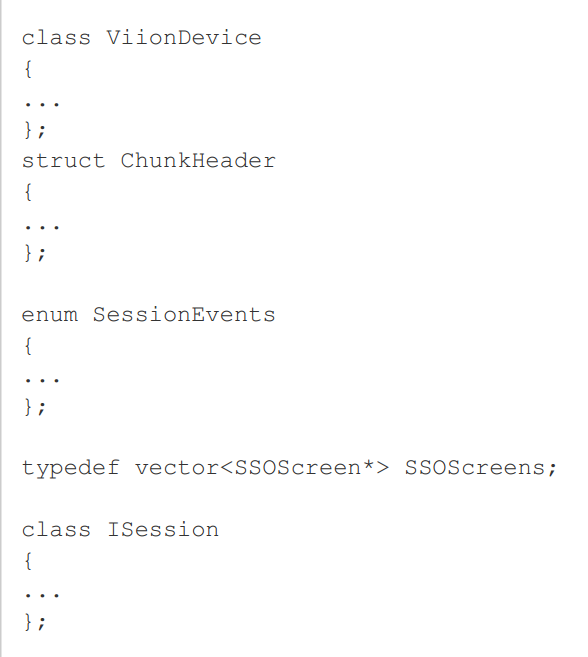 class ViionDevice
{
...
};
struct ChunkHeader
{
...
};
enum SessionEvents
{
...
};
typedef vector<SSOScreen*> SSOScreens;
class ISession
{
...
};